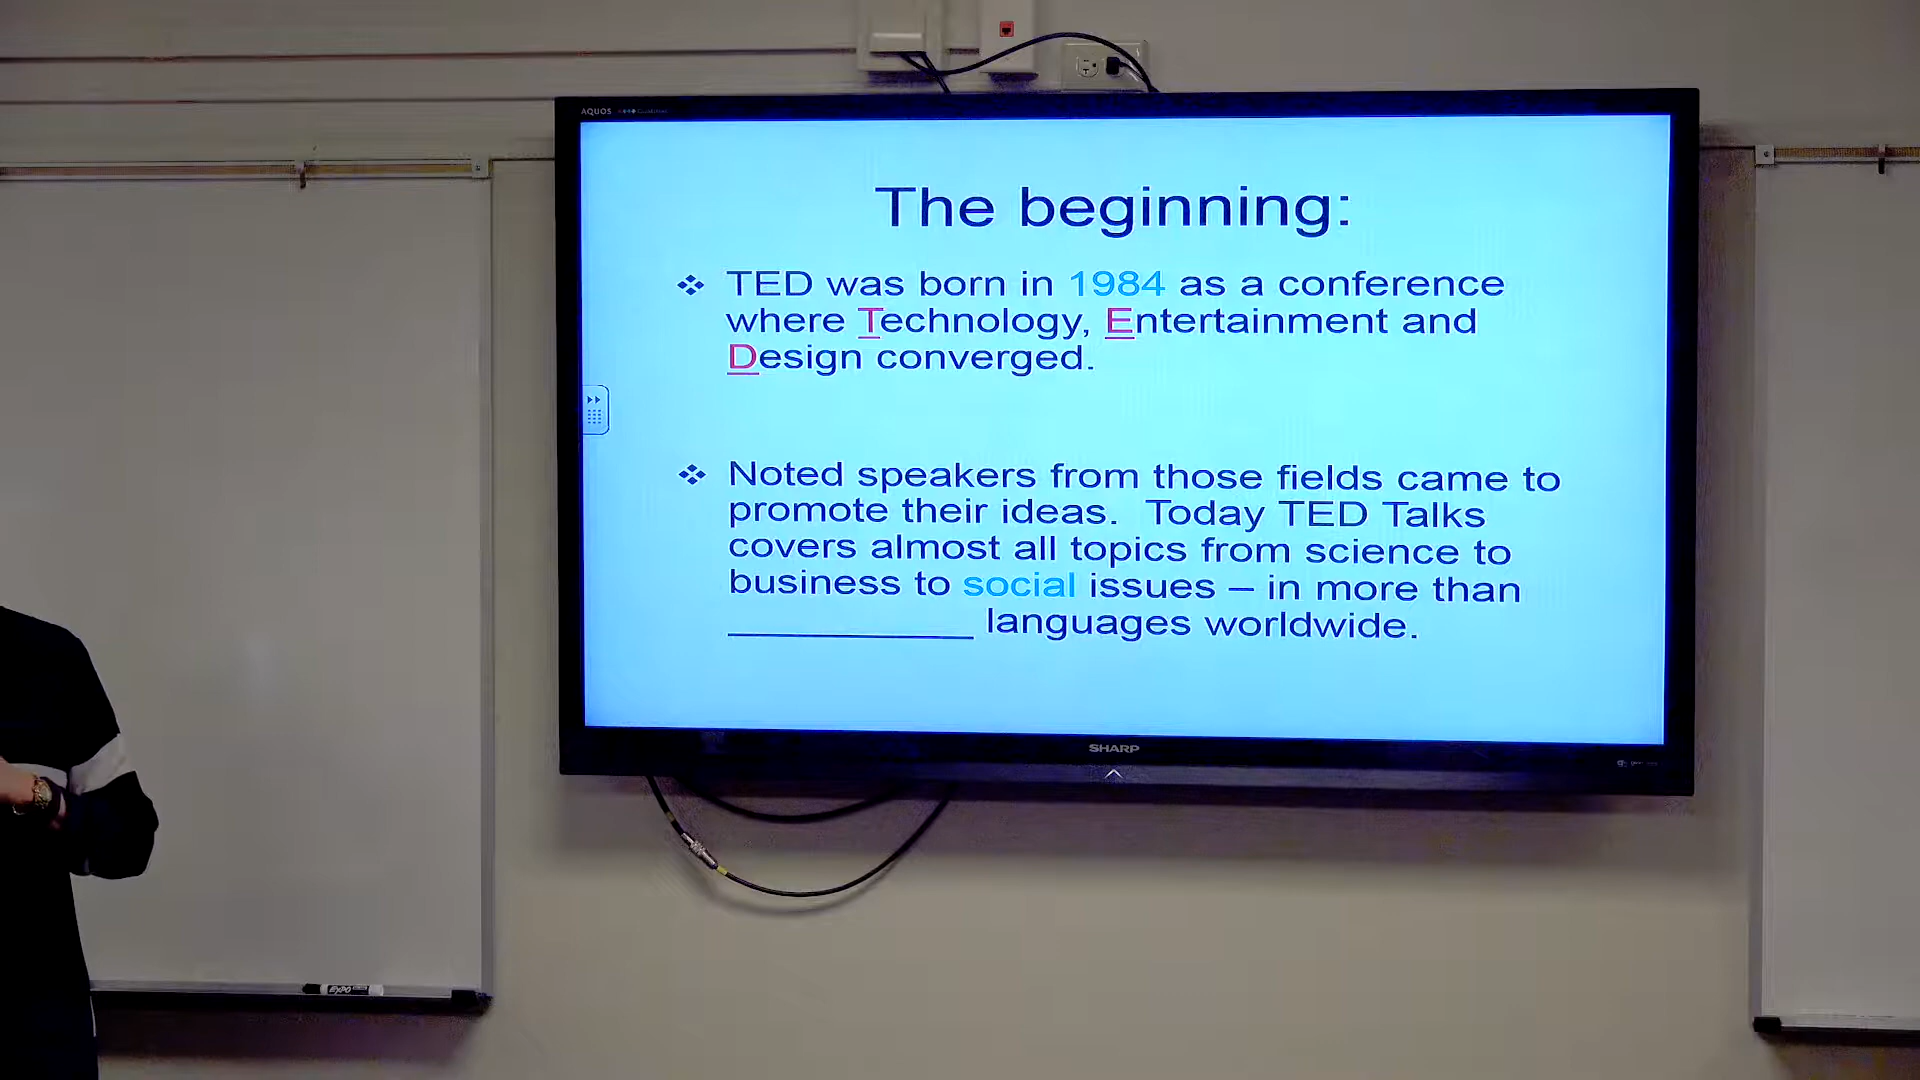 AQUOS
The beginning:
❖ TED was born in 1984 as a conference
where Technology, Entertainment and
Design converged.
❖ Noted speakers from those fields came to
promote their ideas. Today TED Talks
covers almost all topics from science to
business to social issues – in more than
____________ languages worldwide.
SHARP
EXPO